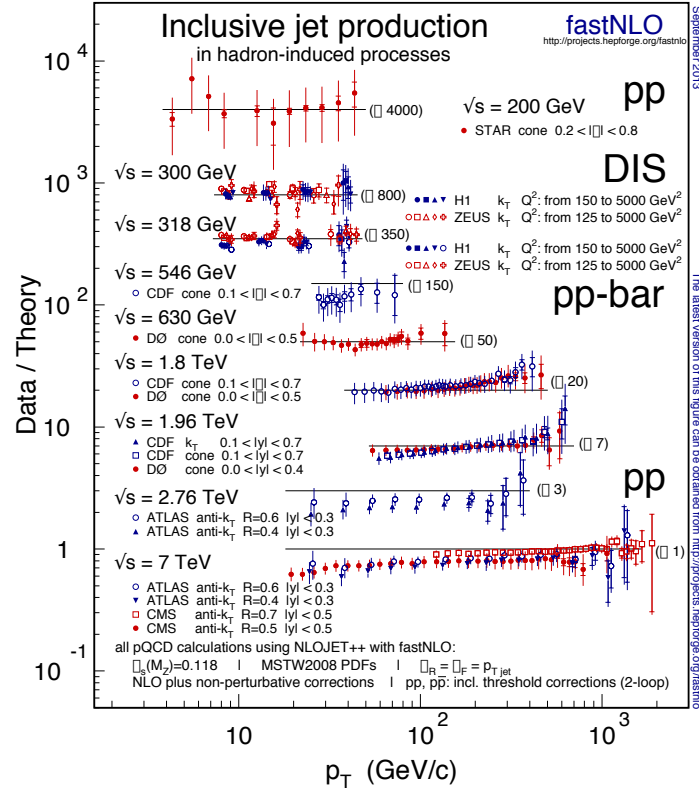 Inclusive jet production
in hadron-induced processes
fastNLO
http://projects.hepforge.org/fastnlo
September 2013
pp
√s = 200 GeV
STAR cone 0.2 < l▯l < 0.8
(▯ 4000)
DIS
√s = 300 GeV
(▯ 800)
H1 kT Q2: from 150 to 5000 GeV2
ZEUS kT Q2: from 125 to 5000 GeV2
√s = 318 GeV
(▯ 350)
H1 kT Q2: from 150 to 5000 GeV2
ZEUS kT Q2: from 125 to 5000 GeV2
pp-bar
√s = 546 GeV
CDF cone 0.1 < l▯l < 0.7
(▯ 150)
√s = 630 GeV
DØ cone 0.0 < l▯l < 0.5
(▯ 50)
√s = 1.8 TeV
CDF cone 0.1 < l▯l < 0.7
DØ cone 0.0 < l▯l < 0.5
(▯ 20)
√s = 1.96 TeV
CDF kT 0.1 < lyl < 0.7
CDF cone 0.1 < lyl < 0.7
DØ cone 0.0 < lyl < 0.4
(▯ 7)
pp
√s = 2.76 TeV
ATLAS anti-kT R=0.6 lyl < 0.3
ATLAS anti-kT R=0.4 lyl < 0.3
(▯ 3)
√s = 7 TeV
ATLAS anti-kT R=0.6 lyl < 0.3
ATLAS anti-kT R=0.4 lyl < 0.3
CMS anti-kT R=0.7 lyl < 0.5
CMS anti-kT R=0.5 lyl < 0.5
(▯ 1)
all pQCD calculations using NLOJET++ with fastNLO:
▯s(MZ)=0.118 l MSTW2008 PDFs l ▯R = ▯F = pT jet
NLO plus non-perturbative corrections l pp, pp̅: incl. threshold corrections (2-loop)
Data / Theory
10 4
10 3
10 2
10
1
10 -1
10
10 2
10 3
pT (GeV/c)
The latest version of this figure can be obtained from http://projects.hepforge.org/fastnlo